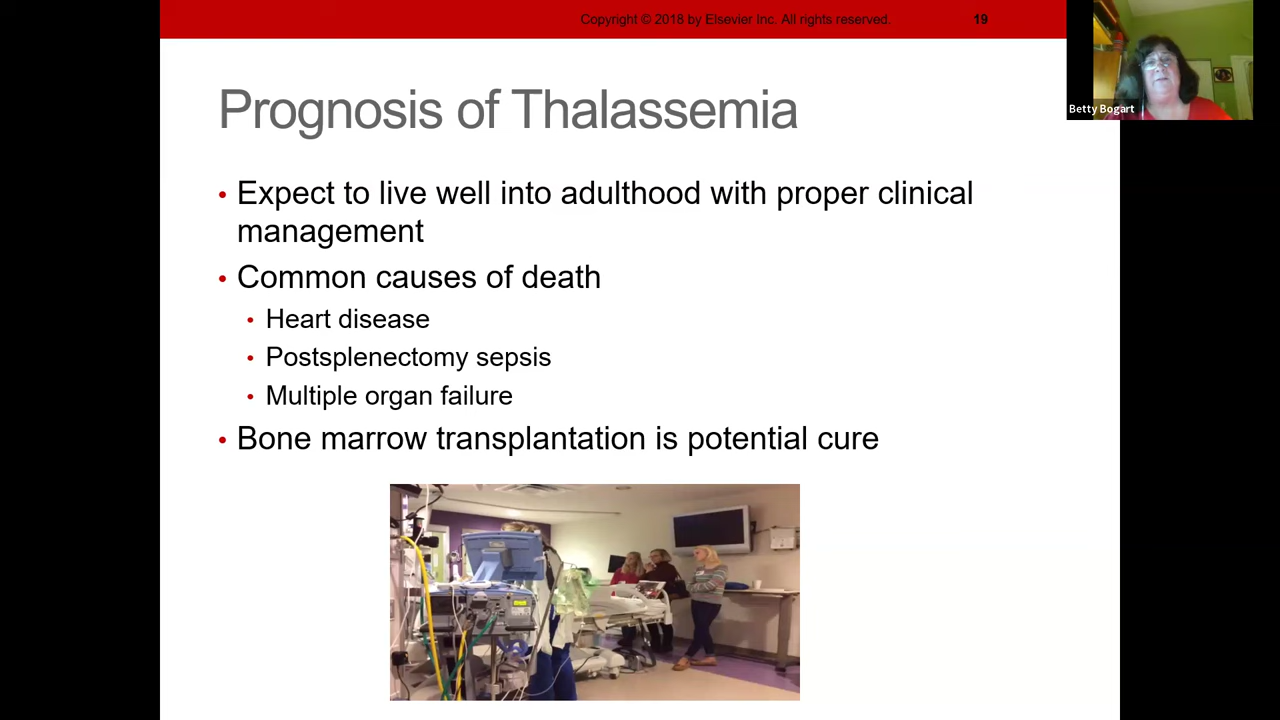 Copyright © 2018 by Elsevier Inc. All rights reserved. 19
Betty Bogart
Prognosis of Thalassemia
• Expect to live well into adulthood with proper clinical
management
• Common causes of death
• Heart disease
• Postsplenectomy sepsis
• Multiple organ failure
• Bone marrow transplantation is potential cure